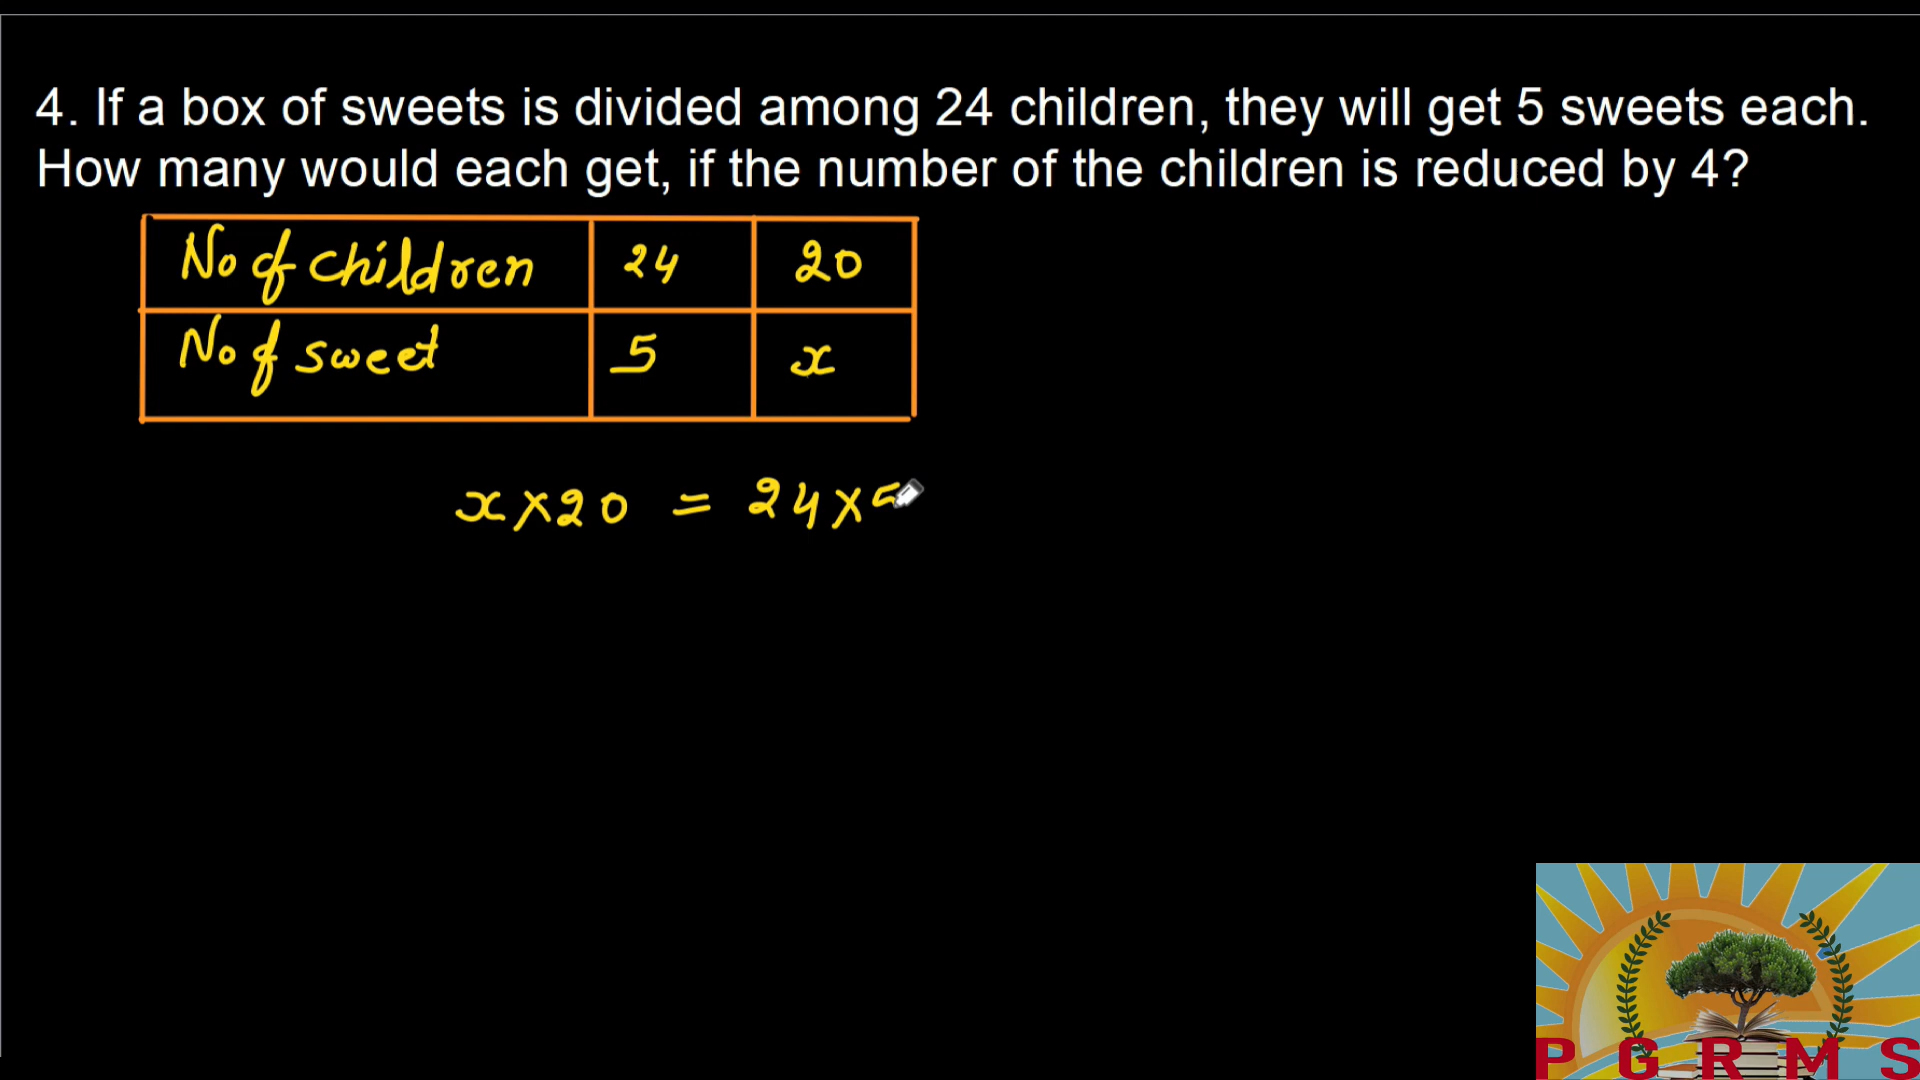 4. If a box of sweets is divided among 24 children, they will get 5 sweets each.
How many would each get, if the number of the children is reduced by 4?
No of children 24 20
No of sweet 5 x
x × 20 = 24 × 5
P G R M S